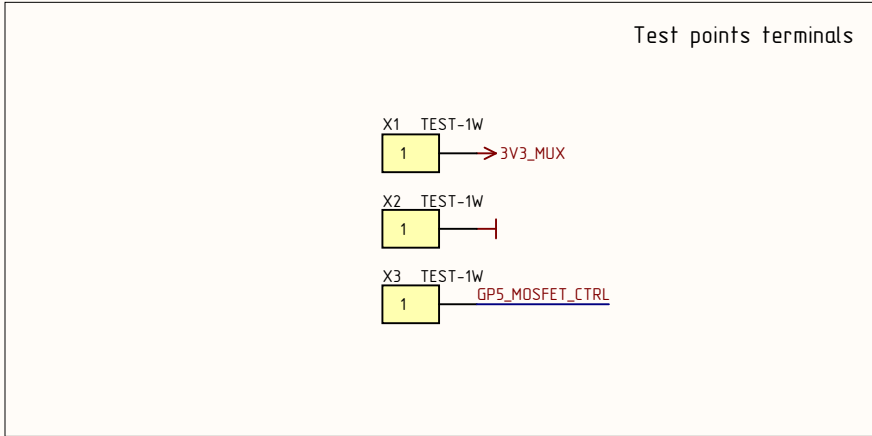 Test points terminals
X1 TEST-1W
1
3V3_MUX
X2 TEST-1W
1
X3 TEST-1W
1
GP5_MOSFET_CTRL